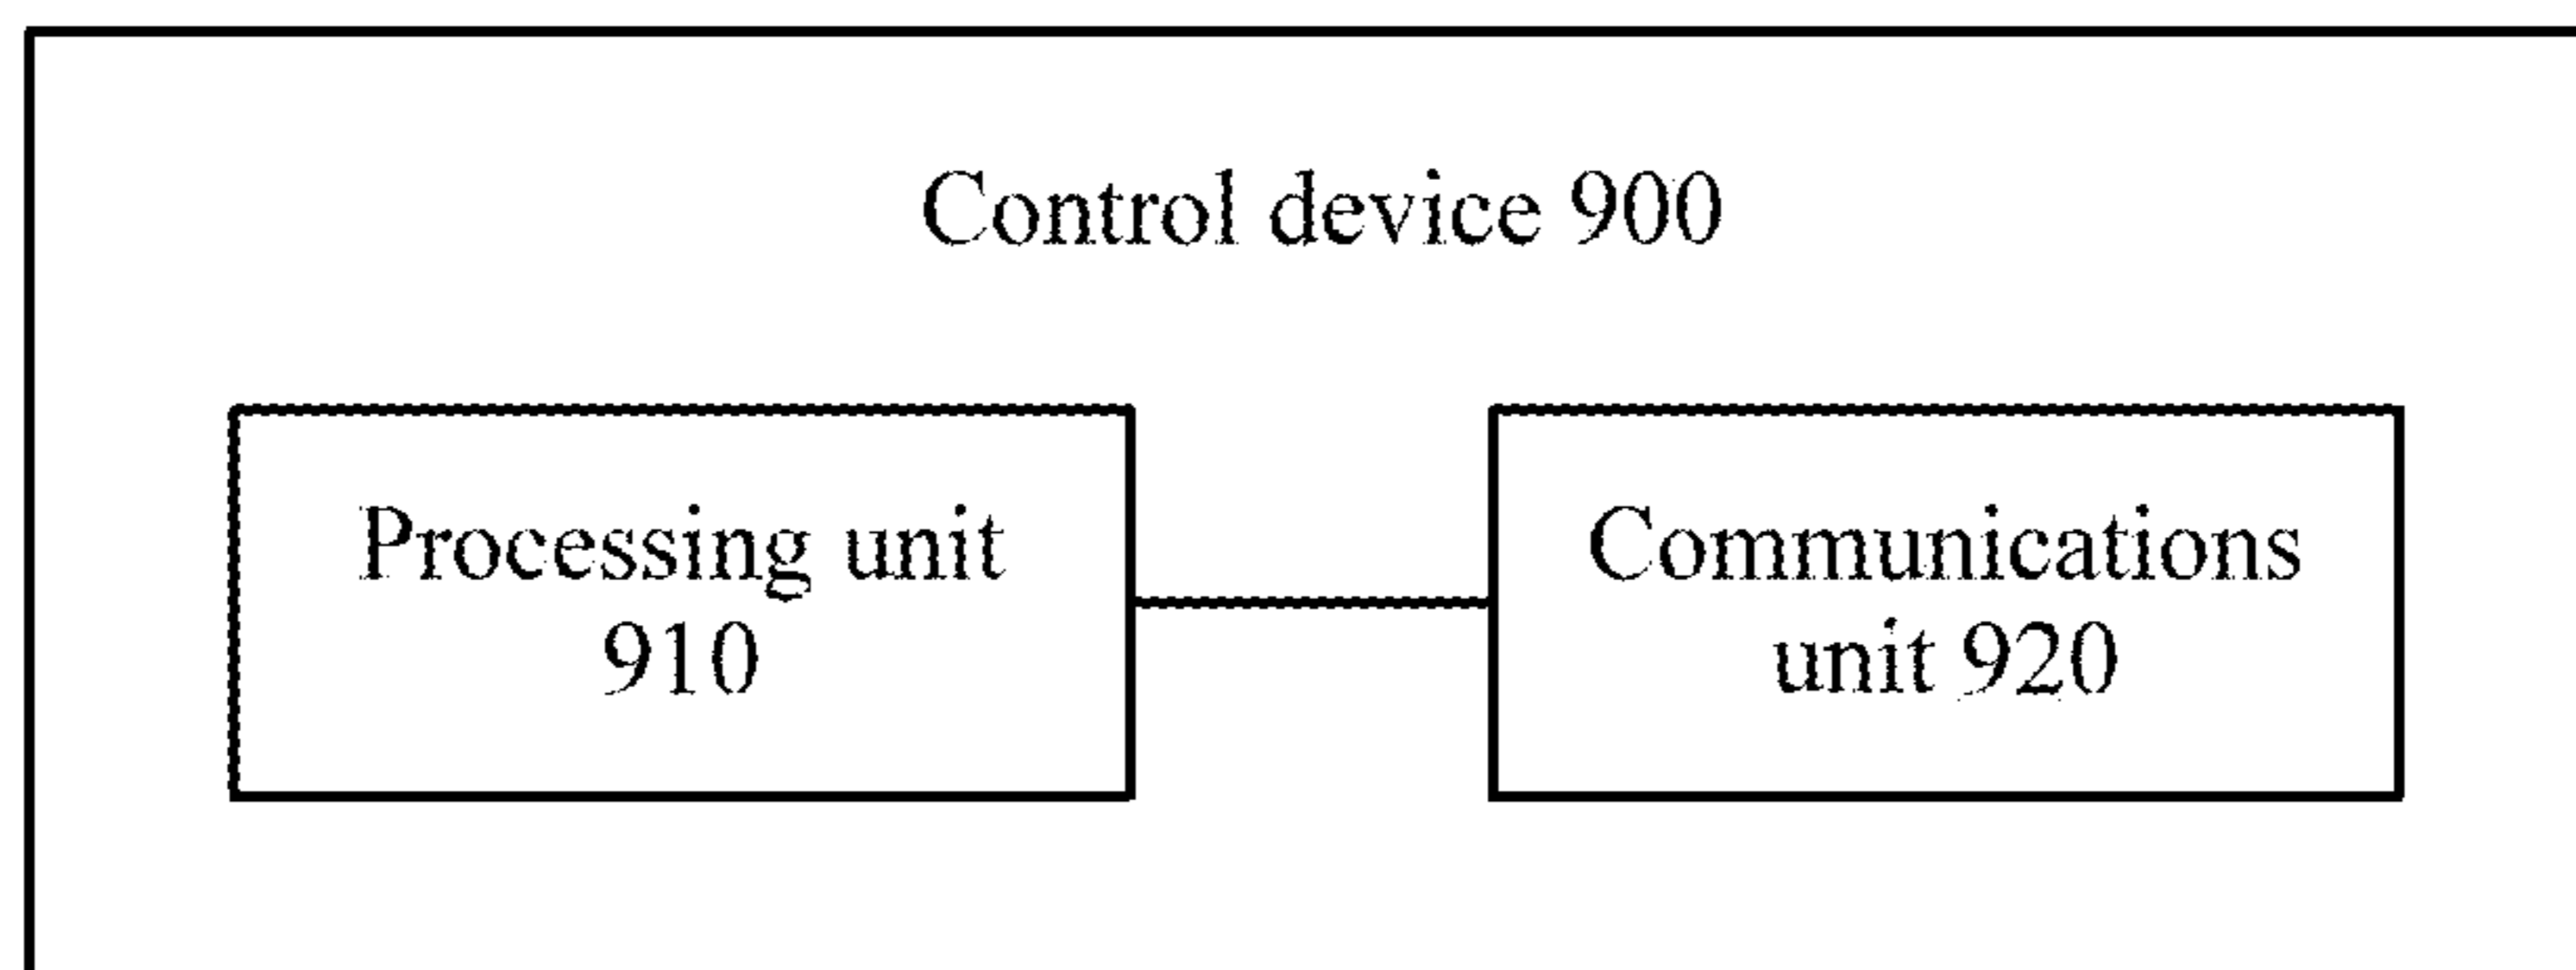 Control device 900
Processing unit
910
Communications
unit 920